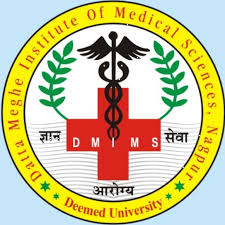 Datta Meghe Institute Of Medical Sciences, Nagpur
ज्ञान
DMIMS
सेवा
आरोग्य
Deemed University